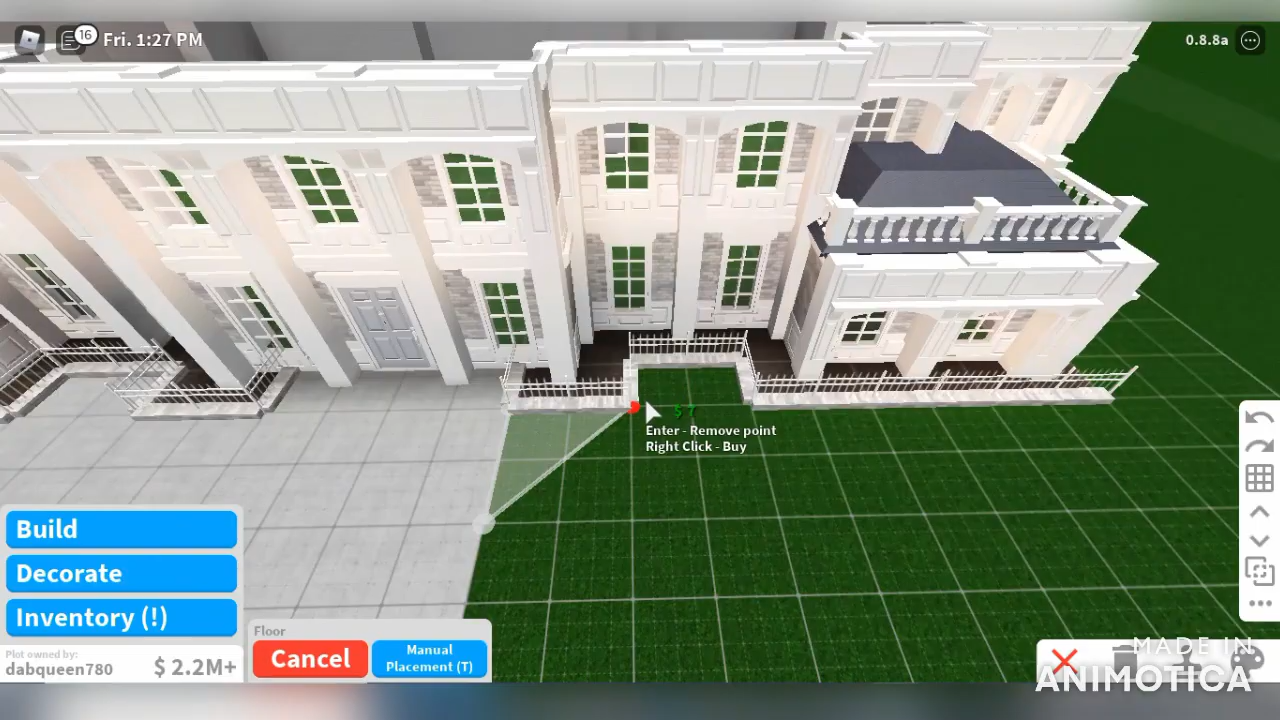 16
Fri. 1:27 PM
0.8.8a
$ 7
Enter - Remove point
Right Click - Buy
Build
Decorate
Inventory (!)
Plot owned by:
dabqueen780
$ 2.2M+
Floor
Cancel
Manual
Placement (T)
MADE IN
ANIMOTICA